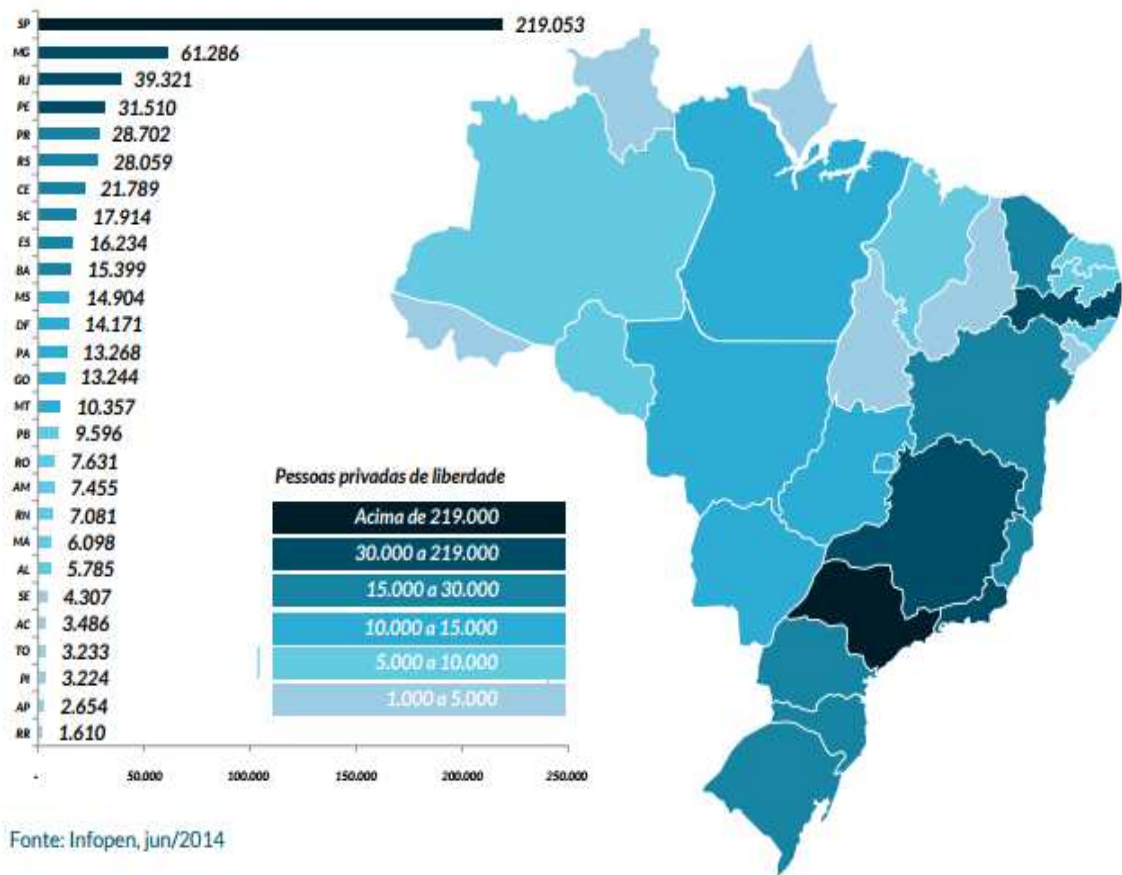 SP 219.053
MG 61.286
RJ 39.321
PE 31.510
PR 28.702
RS 28.059
CE 21.789
SC 17.914
ES 16.234
BA 15.399
MS 14.904
DF 14.171
PA 13.268
GO 13.244
MT 10.357
PB 9.596
RO 7.631
AM 7.455
RN 7.081
MA 6.098
AL 5.785
SE 4.307
AC 3.486
TO 3.233
PI 3.224
AP 2.654
RR 1.610
- 50.000 100.000 150.000 200.000 250.000
Pessoas privadas de liberdade
Acima de 219.000
30.000 a 219.000
15.000 a 30.000
10.000 a 15.000
5.000 a 10.000
1.000 a 5.000
Fonte: Infopen, jun/2014